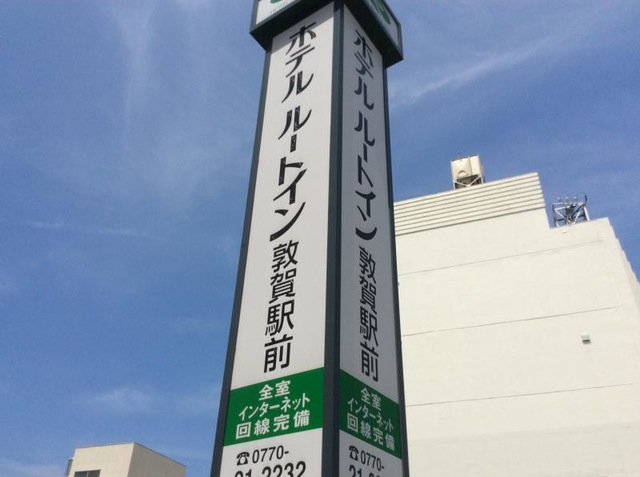 ホテル ルートイン敦賀駅前
全室
インターネット
回線完備
☎0770-
21-2232
ホテル ルートイン敦賀駅前
全室
インターネット
回線完備
☎0770-